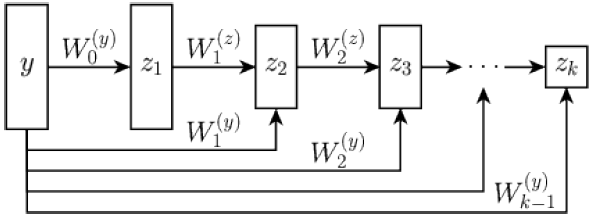 y W_0^{(y)} z_1 W_1^{(z)} z_2 W_2^{(z)} z_3 ··· z_k
W_1^{(y)}
W_2^{(y)}
W_{k-1}^{(y)}